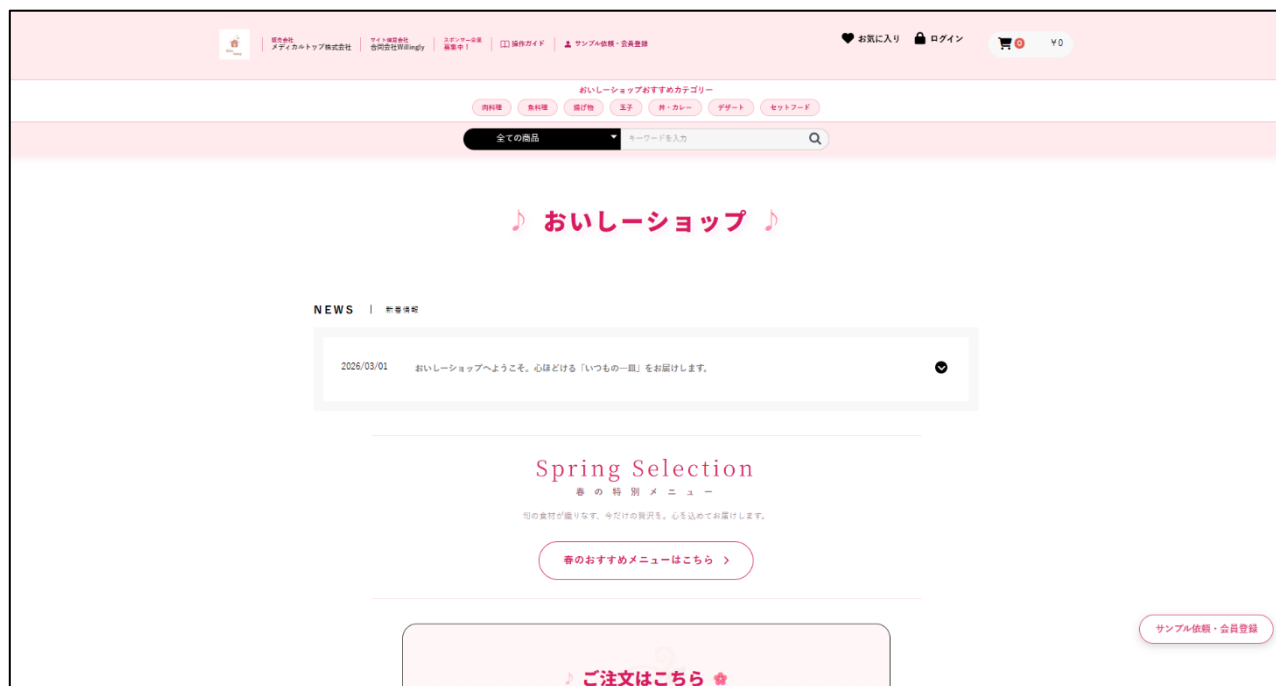 販売会社
メディカルトップ株式会社
サイト運営会社
合同会社Willingly
スポンサー企業
募集中！
操作ガイド
サンプル依頼・会員登録
お気に入り
ログイン
0
￥0
おいしーショップおすすめカテゴリー
肉料理
魚料理
揚げ物
玉子
丼・カレー
デザート
セットフード
全ての商品
キーワードを入力
♪ おいしーショップ ♪
NEWS | 新着情報
2026/03/01 おいしーショップへようこそ。心ほどける「いつもの一皿」をお届けします。
Spring Selection
春の特別メニュー
旬の食材が織りなす、今だけの贅沢を。心を込めてお届けします。
春のおすすめメニューはこちら
サンプル依頼・会員登録
♪ ご注文はこちら